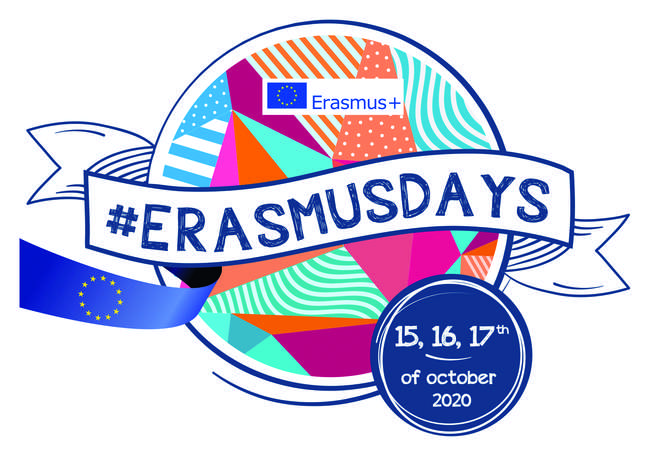 Erasmus+
#ERASMUSDAYS
15, 16, 17th
of october
2020